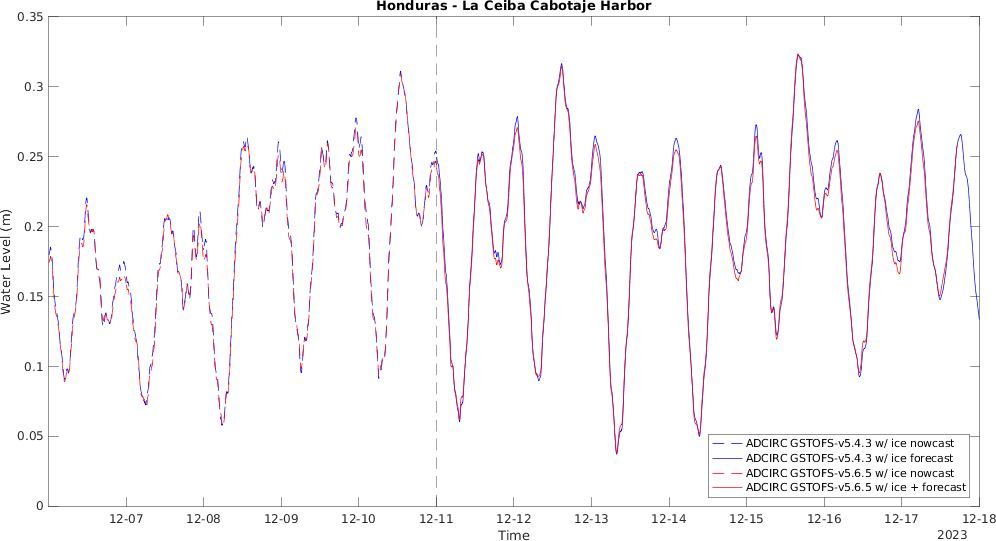 Honduras - La Ceiba Cabotaje Harbor
0.35
0.3
0.25
0.2
0.15
0.1
0.05
0
Water Level (m)
ADCIRC GSTOFS-v5.4.3 w/ ice nowcast
ADCIRC GSTOFS-v5.4.3 w/ ice forecast
ADCIRC GSTOFS-v5.6.5 w/ ice nowcast
ADCIRC GSTOFS-v5.6.5 w/ ice + forecast
12-07 12-08 12-09 12-10 12-11 12-12 12-13 12-14 12-15 12-16 12-17 12-18
Time
2023